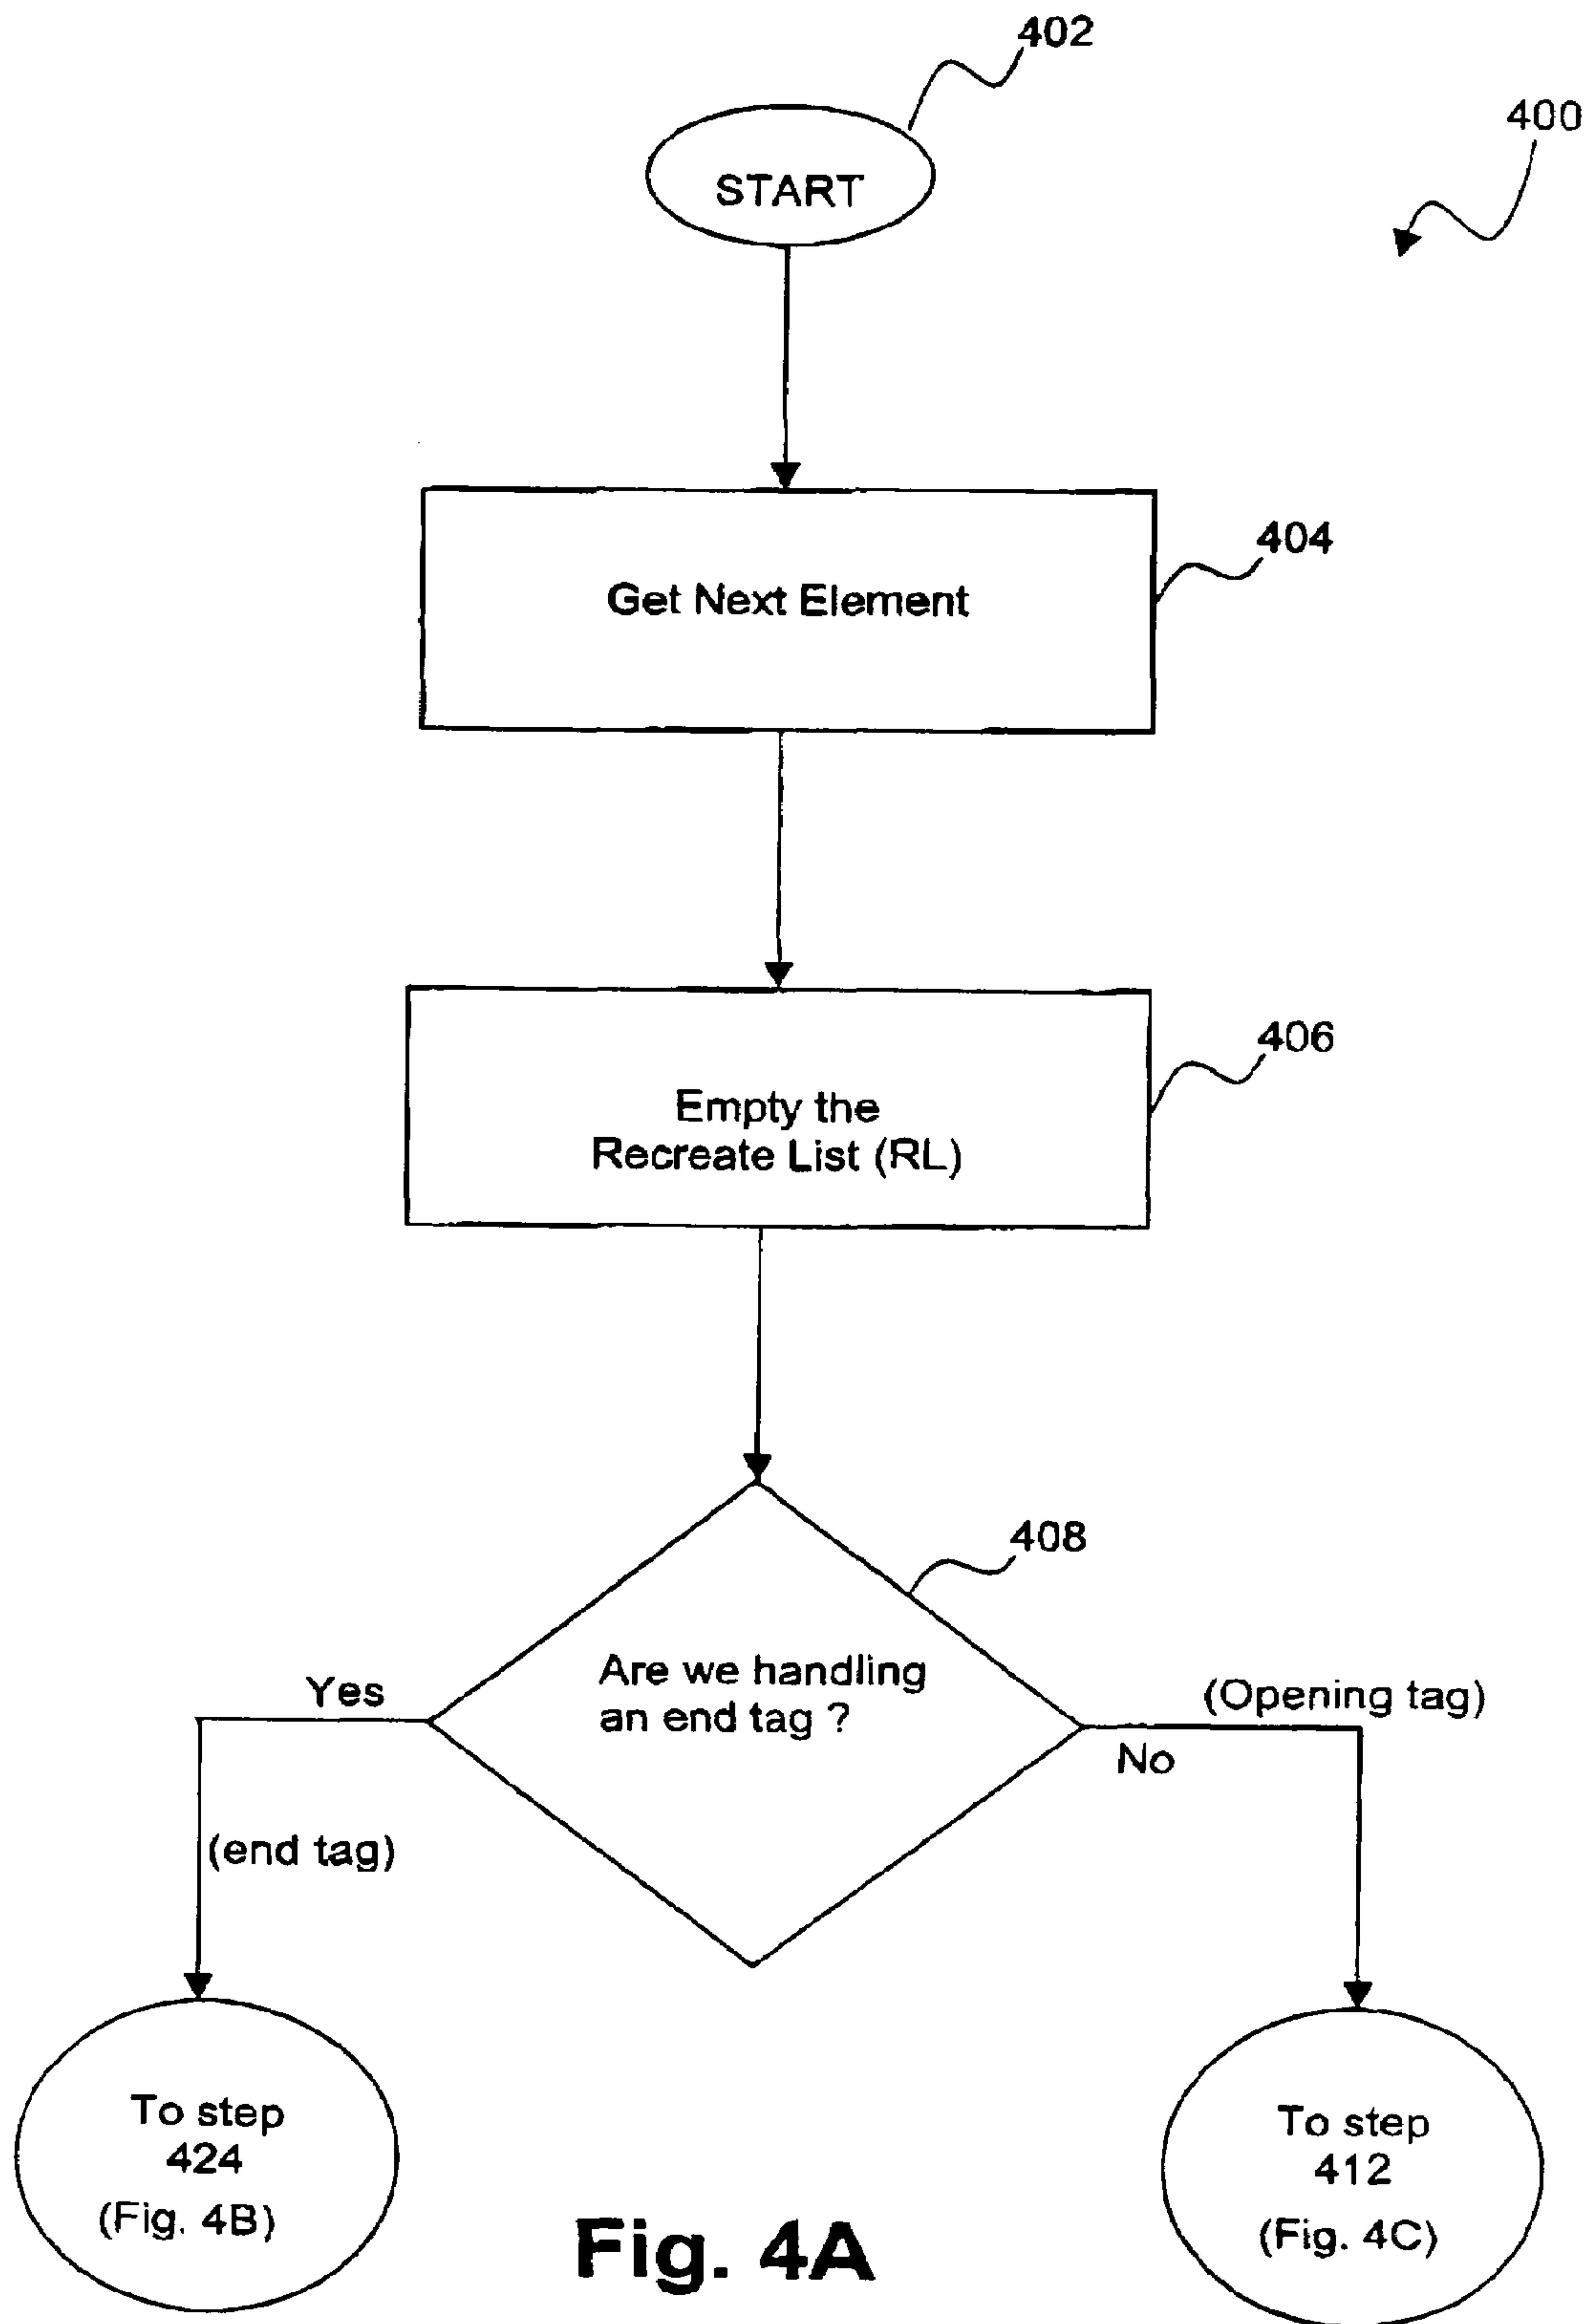 402
400
START
404
Get Next Element
406
Empty the
Recreate List (RL)
408
Are we handling
an end tag ?
Yes
(Opening tag)
No
(end tag)
To step
424
(Fig. 4B)
To step
412
(Fig. 4C)
Fig. 4A